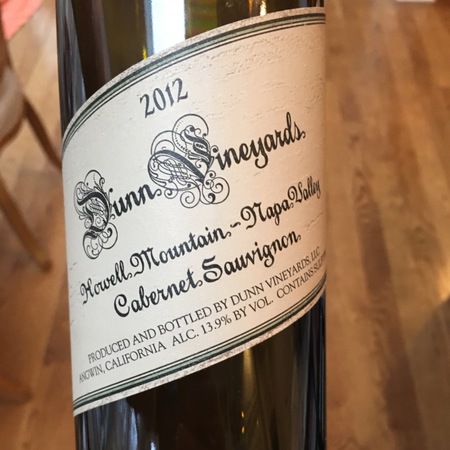 2012
Dunn Vineyards
Howell Mountain ~ Napa Valley
Cabernet Sauvignon
PRODUCED AND BOTTLED BY DUNN VINEYARDS, LLC
ANGWIN, CALIFORNIA ALC. 13.9% BY VOL. CONTAINS